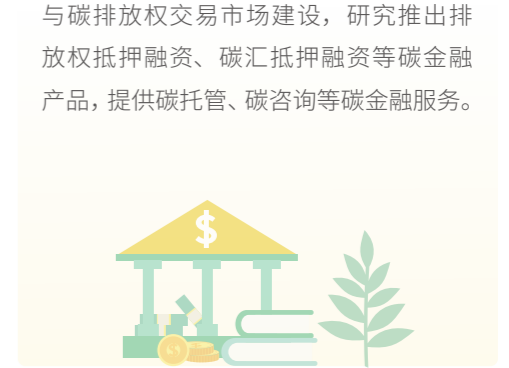 与碳排放权交易市场建设，研究推出排
放权抵押融资、碳汇抵押融资等碳金融
产品，提供碳托管、碳咨询等碳金融服务。
$